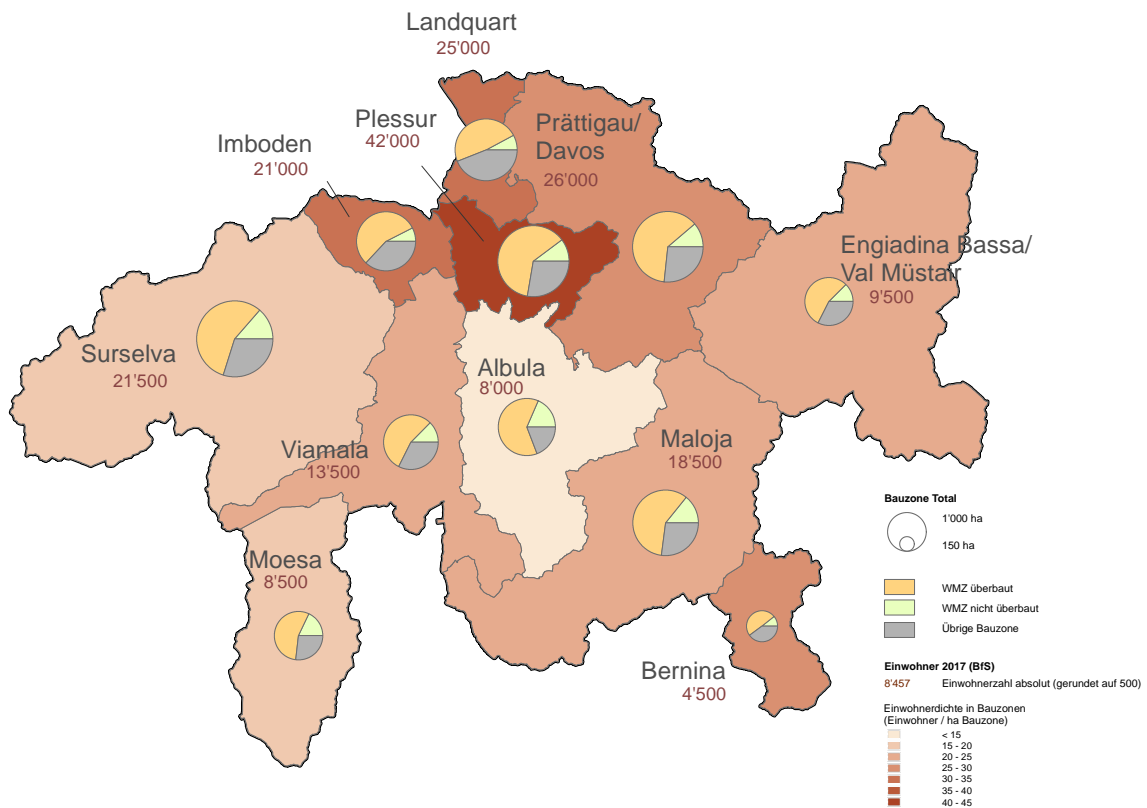 Landquart
25'000
Plessur
42'000
Imboden
21'000
Prättigau/
Davos
26'000
Engiadina Bassa/
Val Müstair
9'500
Surselva
21'500
Albula
8'000
Viamala
13'500
Maloja
18'500
Moesa
8'500
Bernina
4'500
Bauzone Total
1'000 ha
150 ha
WMZ überbaut
WMZ nicht überbaut
Übrige Bauzone
Einwohner 2017 (BfS)
8'457 Einwohnerzahl absolut (gerundet auf 500)
Einwohnerdichte in Bauzonen
(Einwohner / ha Bauzone)
< 15
15 - 20
20 - 25
25 - 30
30 - 35
35 - 40
40 - 45